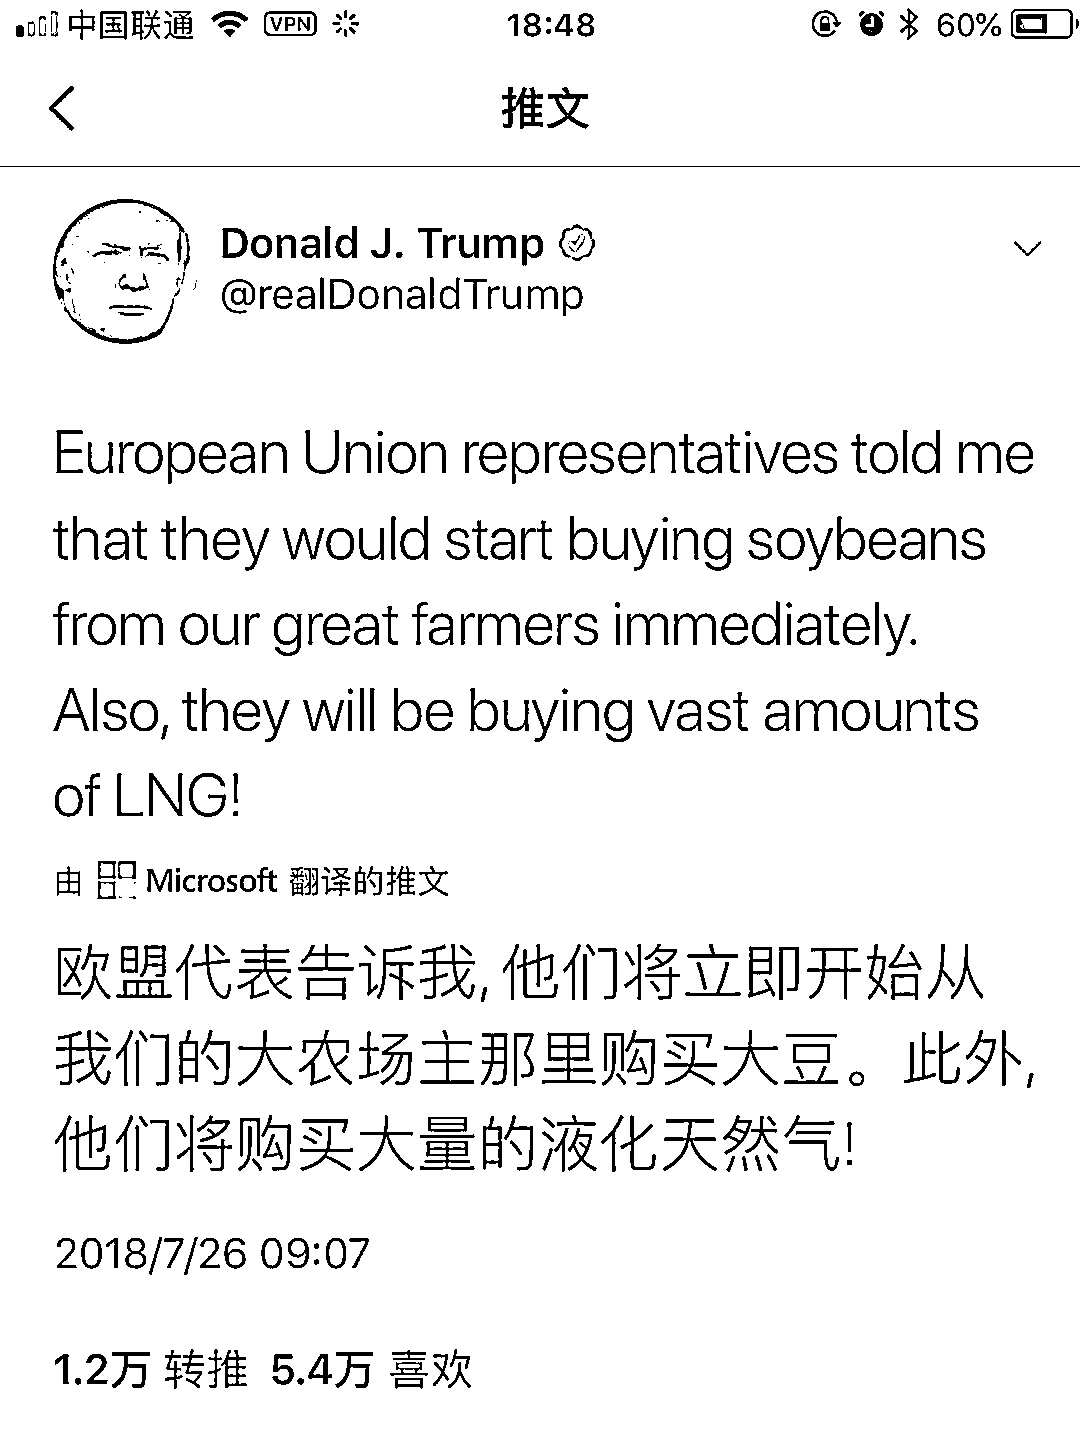 中国联通 VPN 18:48 60%
推文
Donald J. Trump
@realDonaldTrump
European Union representatives told me
that they would start buying soybeans
from our great farmers immediately.
Also, they will be buying vast amounts
of LNG!
由 Microsoft 翻译的推文
欧盟代表告诉我, 他们将立即开始从
我们的大农场主那里购买大豆。此外,
他们将购买大量的液化天然气!
2018/7/26 09:07
1.2万 转推 5.4万 喜欢